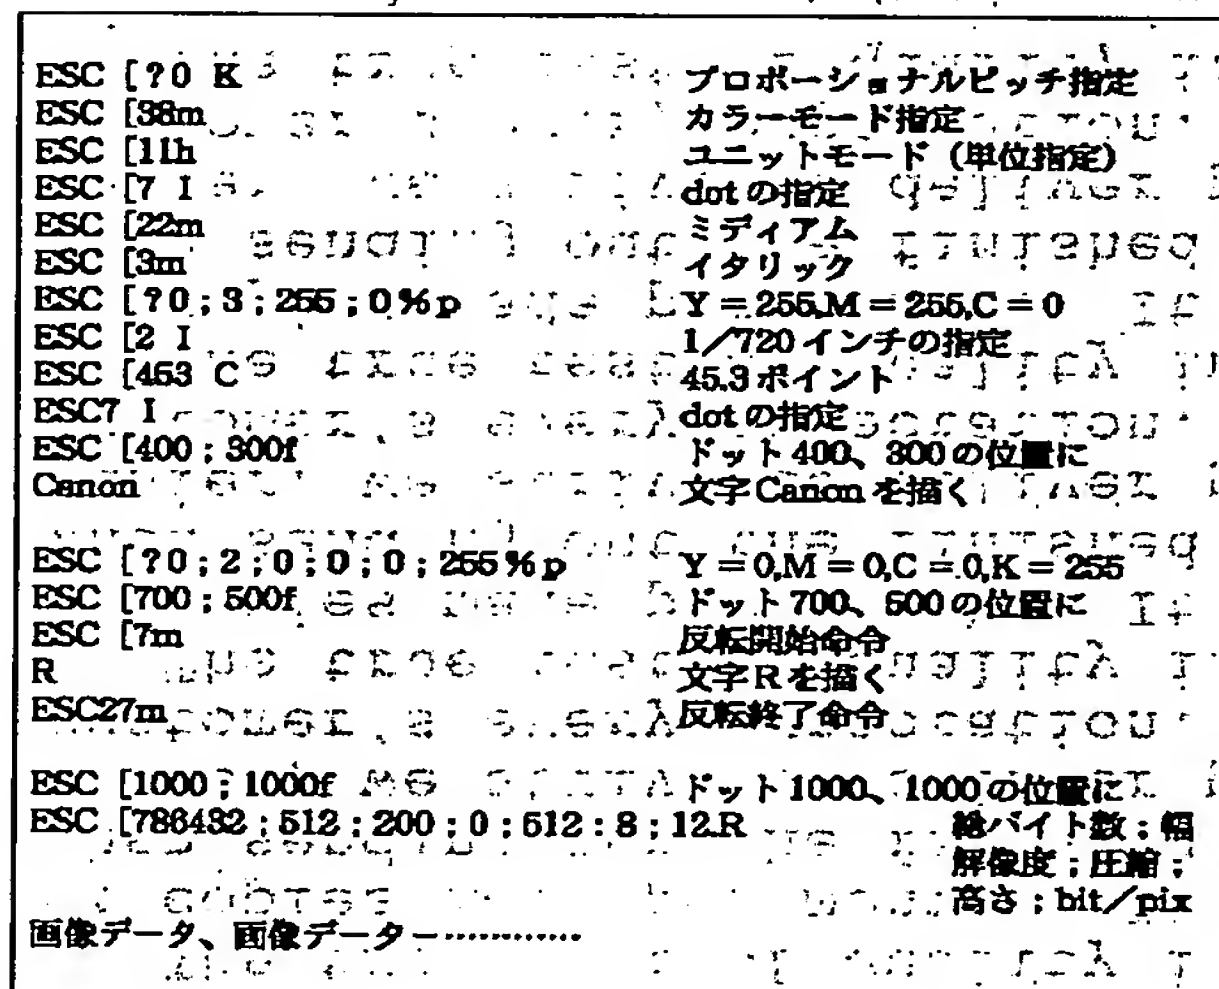 ESC [?0 K プロポーショナルピッチ指定
ESC [38m カラーモード指定
ESC [11h ユニットモード (単位指定)
ESC [7 I dotの指定
ESC [22m ミディアム
ESC [3m イタリック
ESC [?0;3;255;0%p Y=255,M=255,C=0
ESC [2 I 1/720インチの指定
ESC [453 C 45.3ポイント
ESC7 I dotの指定
ESC [400;300f ドット400、300の位置に
Canon 文字Canonを描く
ESC [?0;2;0;0;0;255%p Y=0,M=0,C=0,K=255
ESC [700;500f ドット700、500の位置に
ESC [7m 反転開始命令
R 文字Rを描く
ESC27m 反転終了命令
ESC [1000;1000f ドット1000、1000の位置に
ESC [786432;512;200;0;512:8;12.R 総バイト数;幅
解像度;圧縮;
高さ;bit/pix
画像データ、画像データー…………